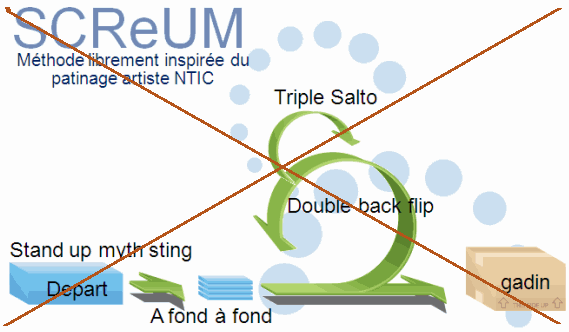 SCReUM
Méthode librement inspirée du
patinage artiste NTIC
Triple Salto
Double back flip
Stand up myth sting
Depart
gadin
A fond à fond